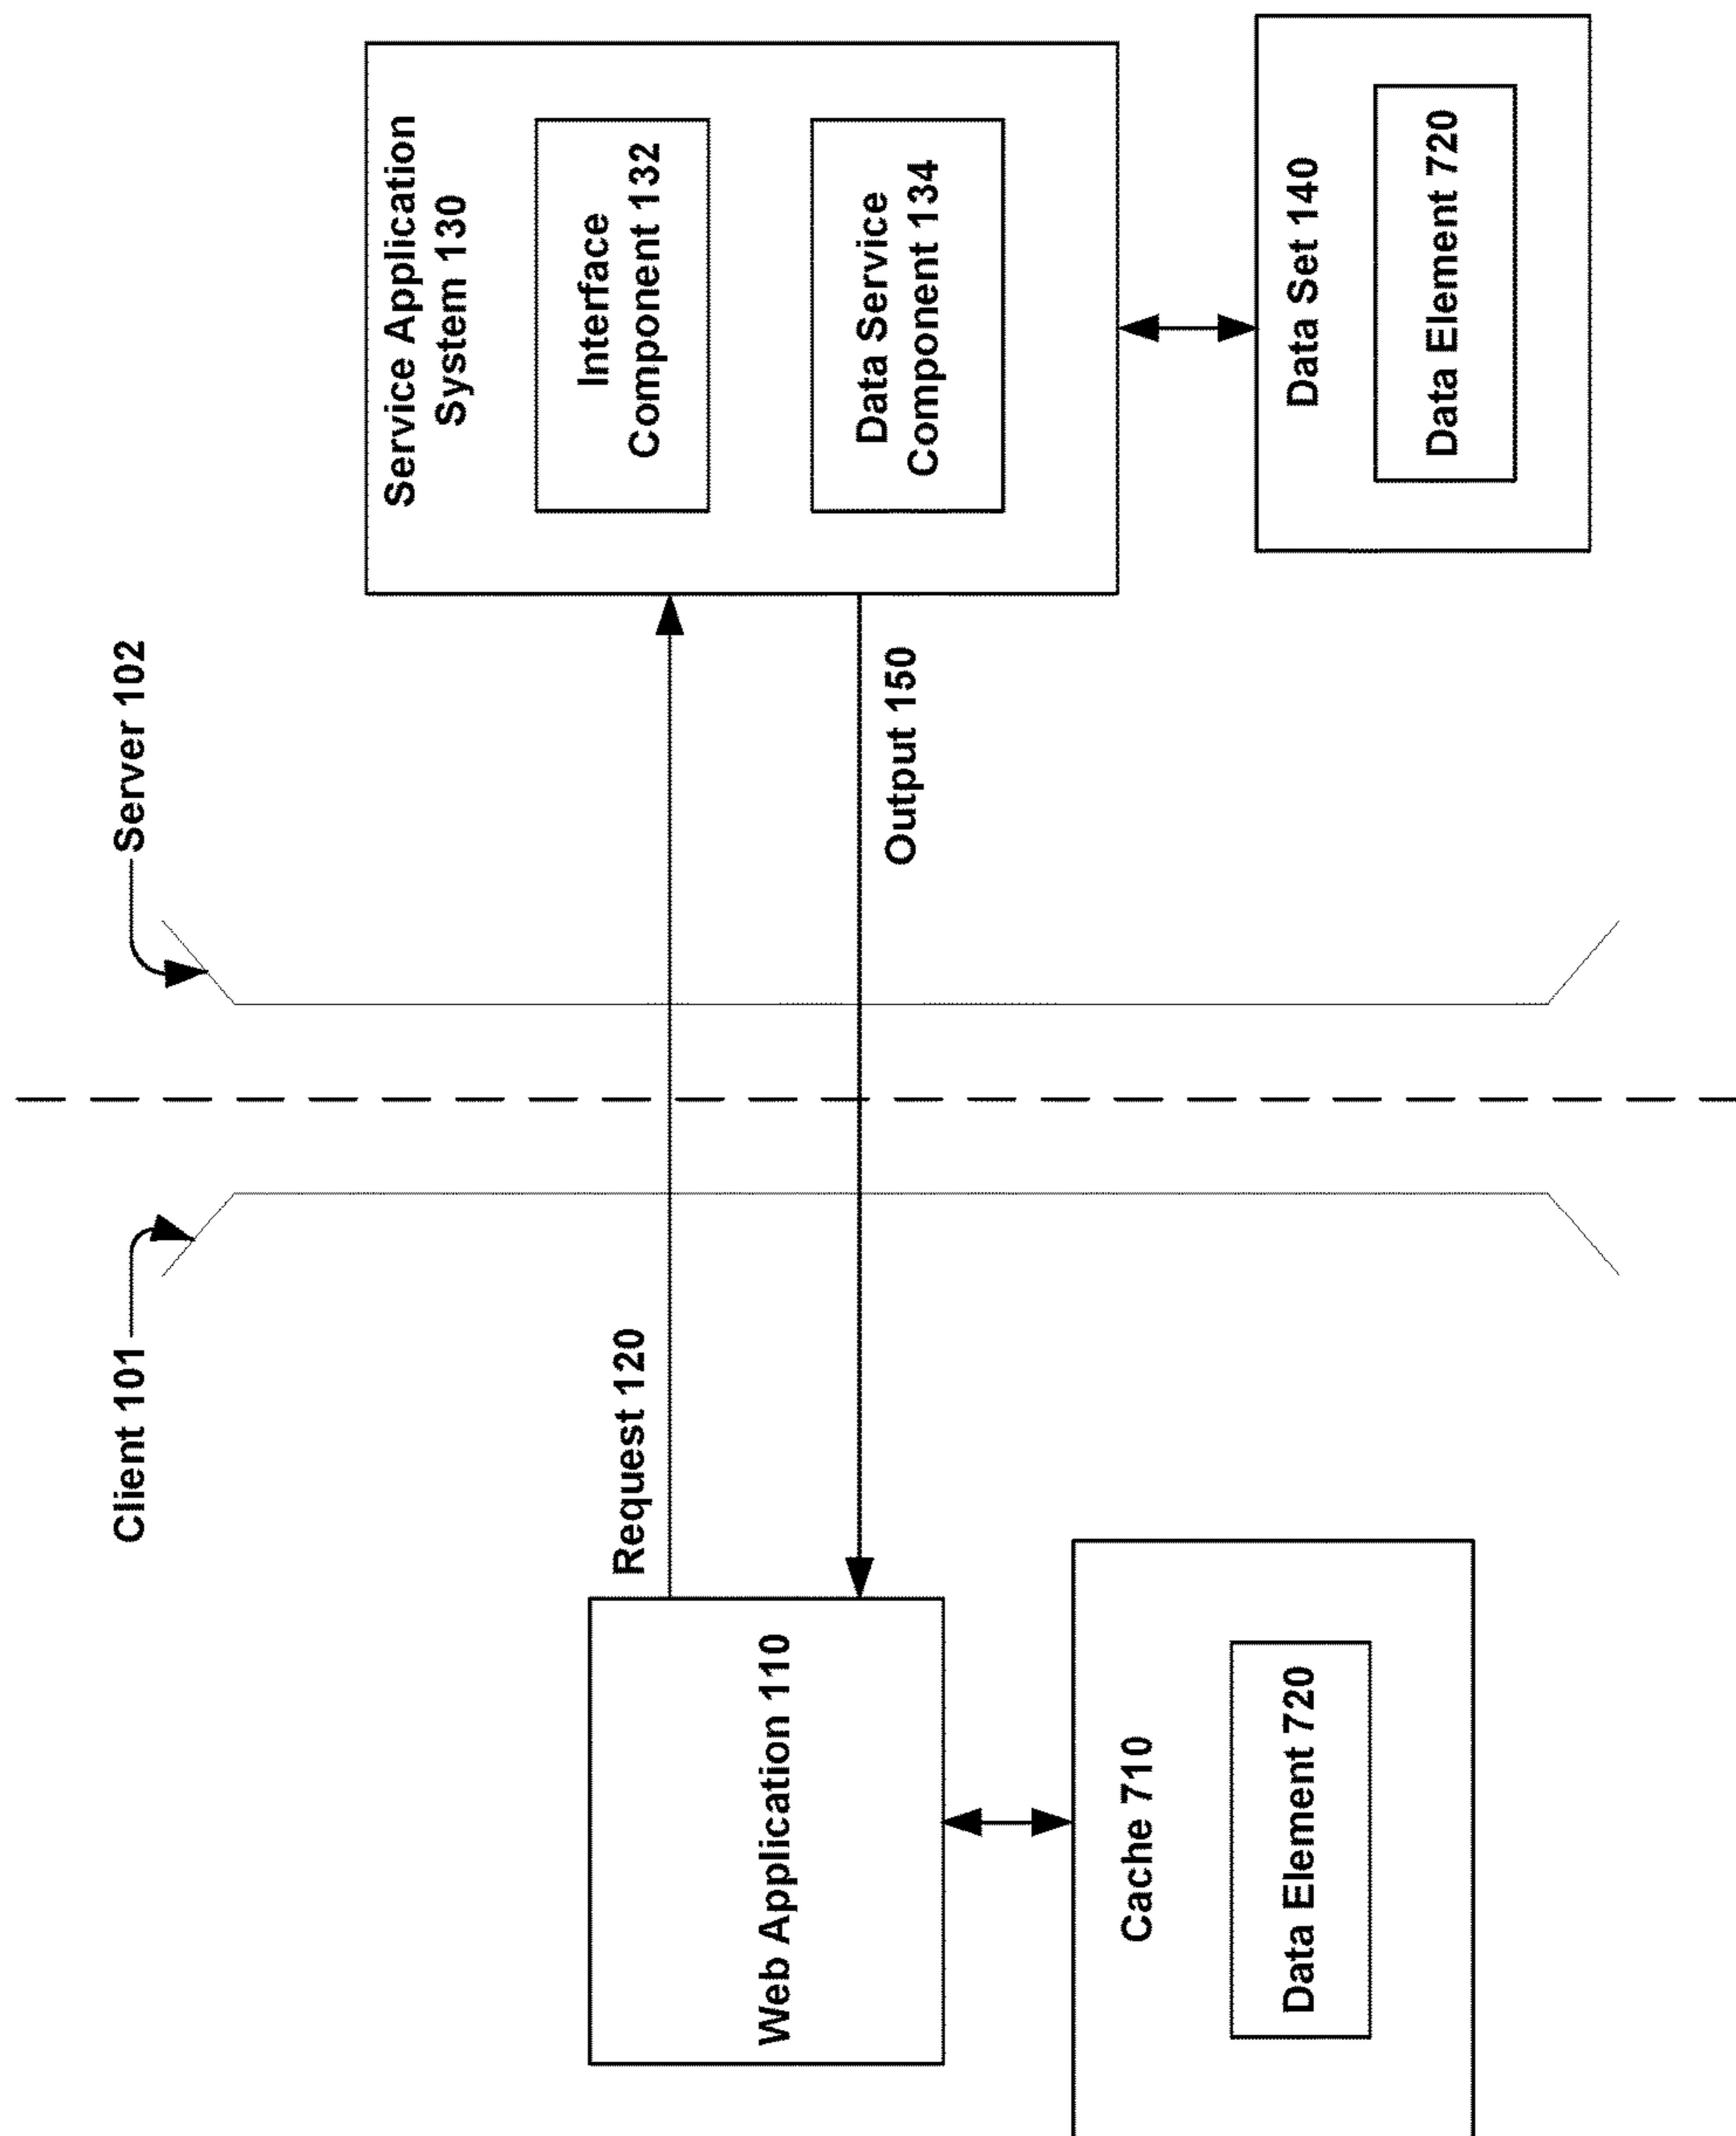 Client 101
Server 102
Request 120
Web Application 110
Output 150
Service Application
System 130
Interface
Component 132
Data Service
Component 134
Cache 710
Data Element 720
Data Set 140
Data Element 720